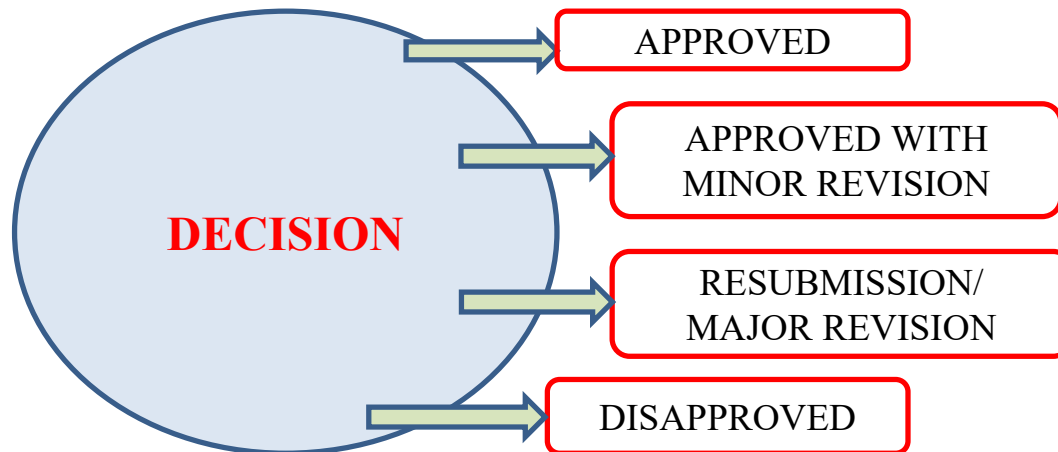 APPROVED
APPROVED WITH
MINOR REVISION
DECISION
RESUBMISSION/
MAJOR REVISION
DISAPPROVED